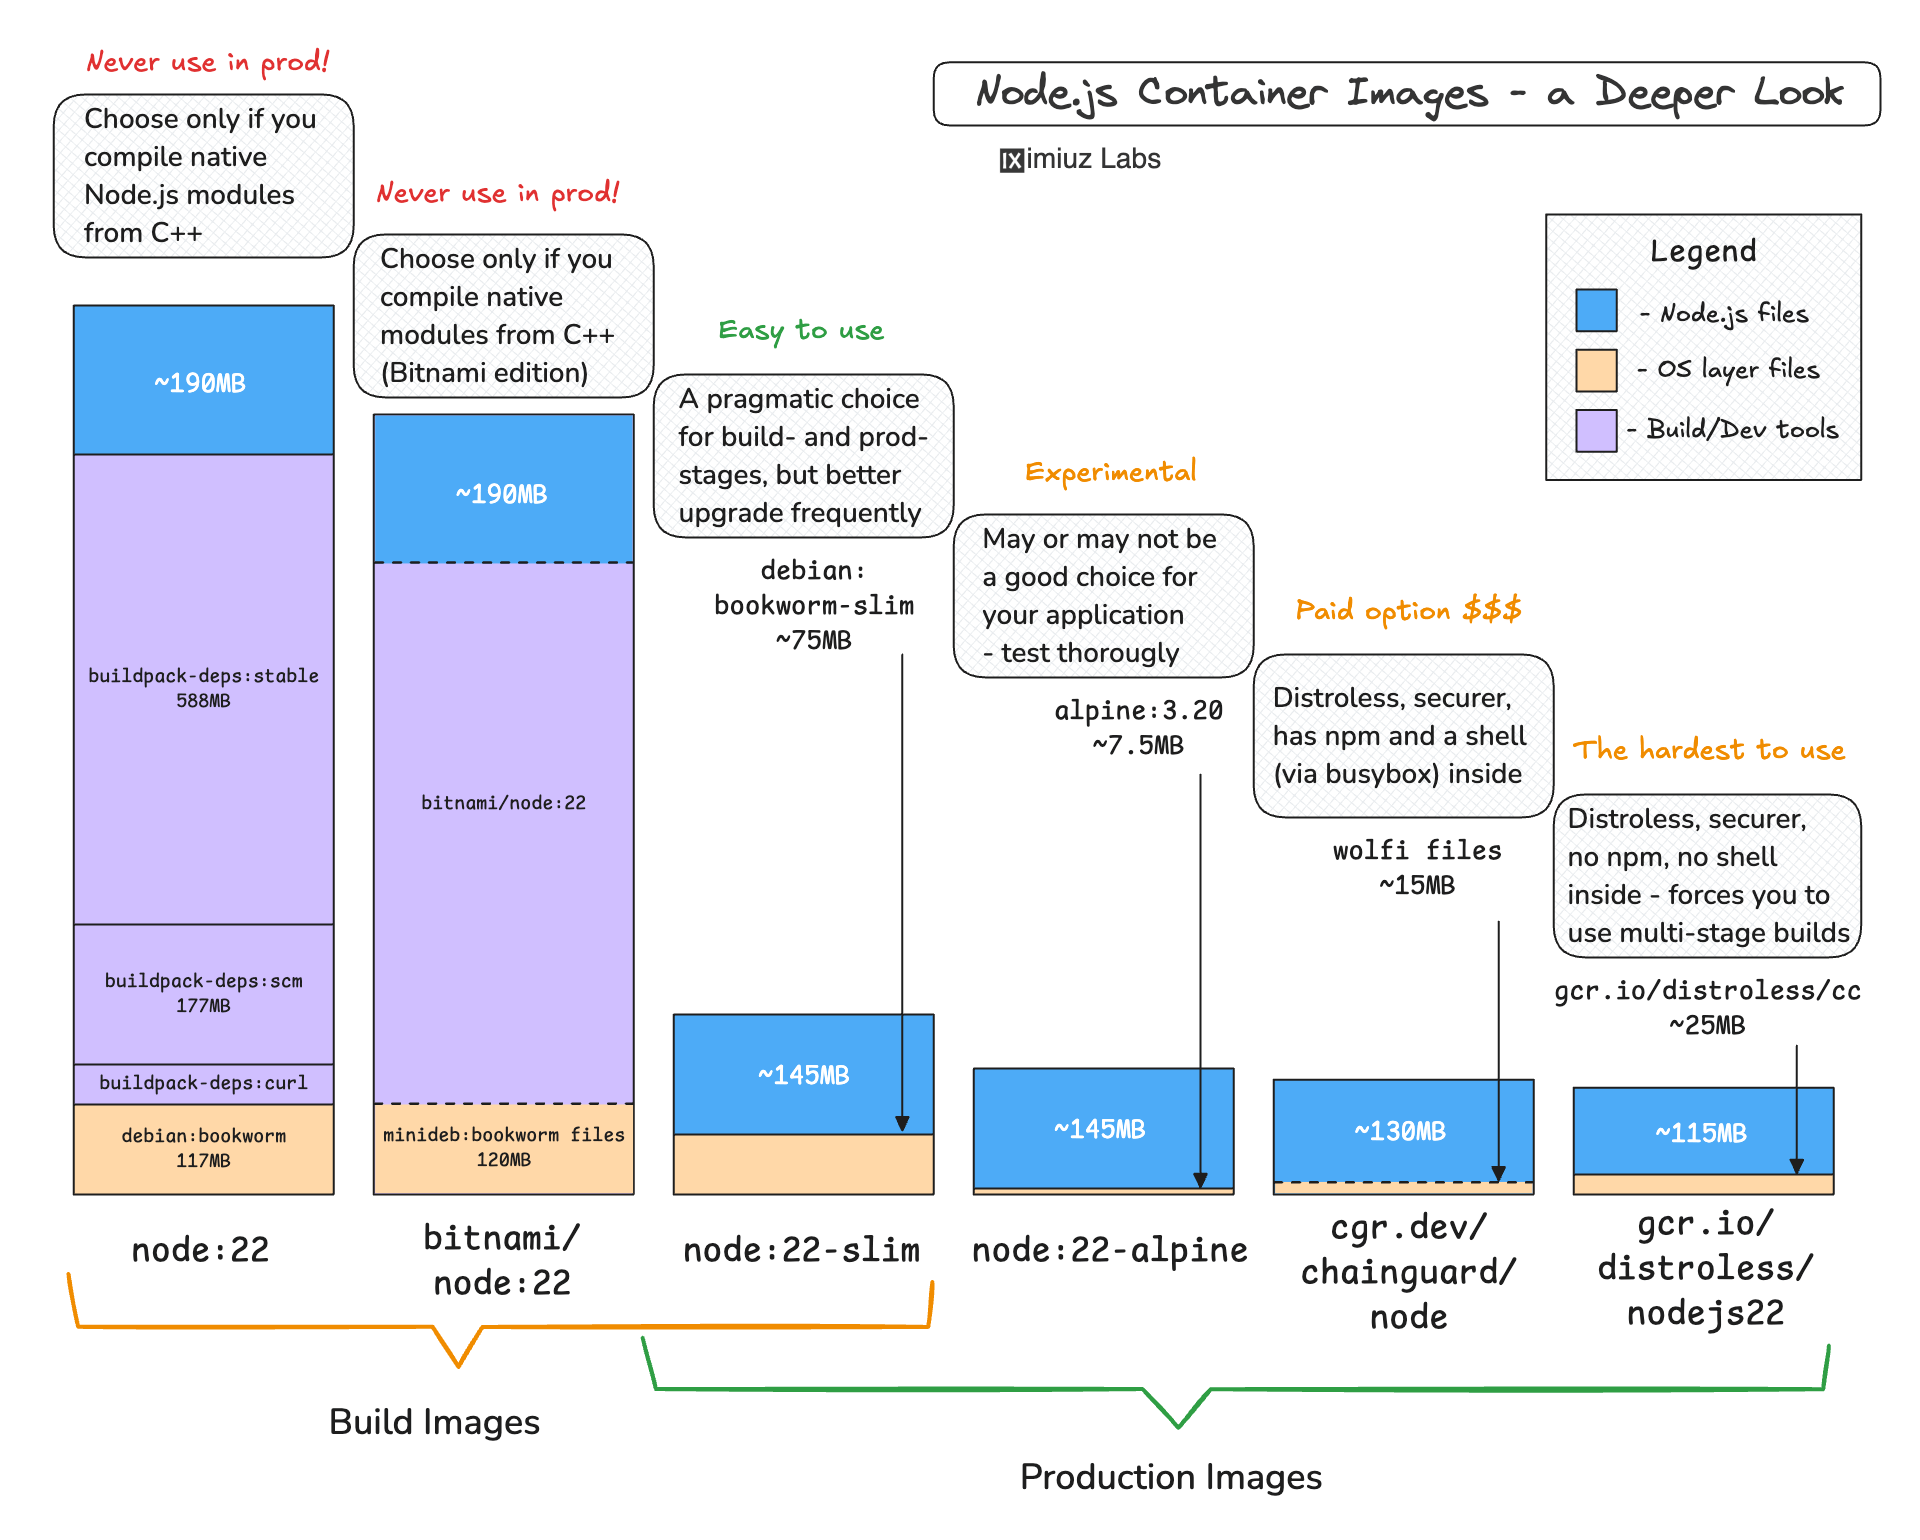 Never use in prod!
Choose only if you
compile native
Node.js modules
from C++
Never use in prod!
Choose only if you
compile native
modules from C++
(Bitnami edition)
Easy to use
A pragmatic choice
for build- and prod-
stages, but better
upgrade frequently
Experimental
May or may not be
a good choice for
your application
- test thorougly
Paid option $$$
Distroless, securer,
has npm and a shell
(via busybox) inside
The hardest to use
Distroless, securer,
no npm, no shell
inside - forces you to
use multi-stage builds
Node.js Container Images - a Deeper Look
iximiuz Labs
Legend
- Node.js files
- OS layer files
- Build/Dev tools
~190MB
buildpack-deps:stable
588MB
buildpack-deps:scm
177MB
buildpack-deps:curl
debian:bookworm
117MB
~190MB
bitnami/node:22
minideb:bookworm files
120MB
debian:
bookworm-slim
~75MB
~145MB
alpine:3.20
~7.5MB
~145MB
wolfi files
~15MB
~130MB
gcr.io/distroless/cc
~25MB
~115MB
node:22
bitnami/
node:22
node:22-slim
node:22-alpine
cgr.dev/
chainguard/
node
gcr.io/
distroless/
nodejs22
Build Images
Production Images